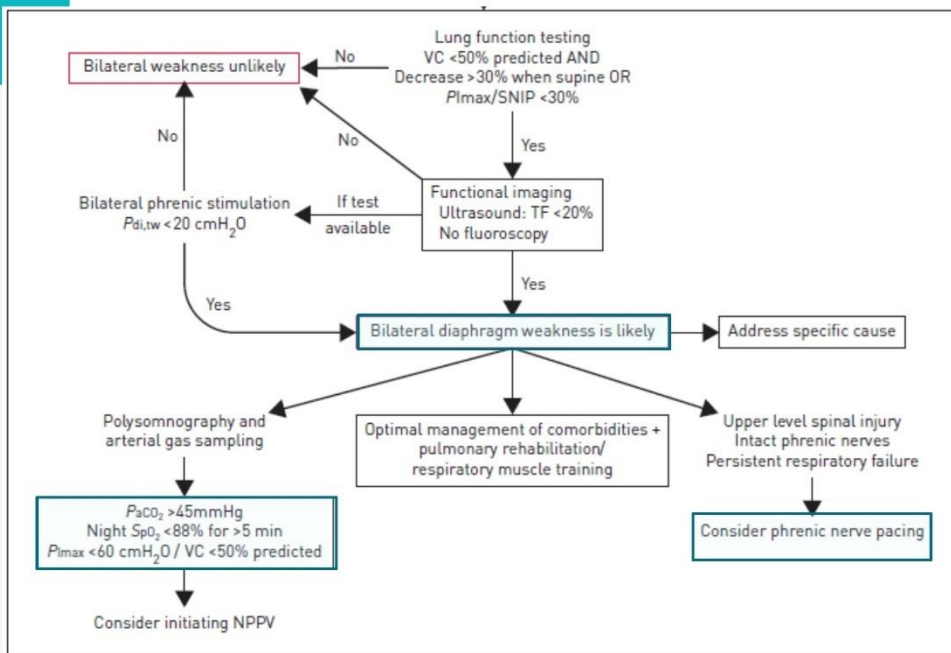 Lung function testing
VC <50% predicted AND
Decrease >30% when supine OR
PImax/SNIP <30%
No
Bilateral weakness unlikely
Yes
No
No
Functional imaging
Ultrasound: TF <20%
No fluoroscopy
If test
available
Bilateral phrenic stimulation
Pdi,tw <20 cmH₂O
Yes
Yes
Bilateral diaphragm weakness is likely
Address specific cause
Polysomnography and
arterial gas sampling
Optimal management of comorbidities +
pulmonary rehabilitation/
respiratory muscle training
Upper level spinal injury
Intact phrenic nerves
Persistent respiratory failure
PaCO₂ >45mmHg
Night SpO₂ <88% for >5 min
PImax <60 cmH₂O / VC <50% predicted
Consider phrenic nerve pacing
Consider initiating NPPV